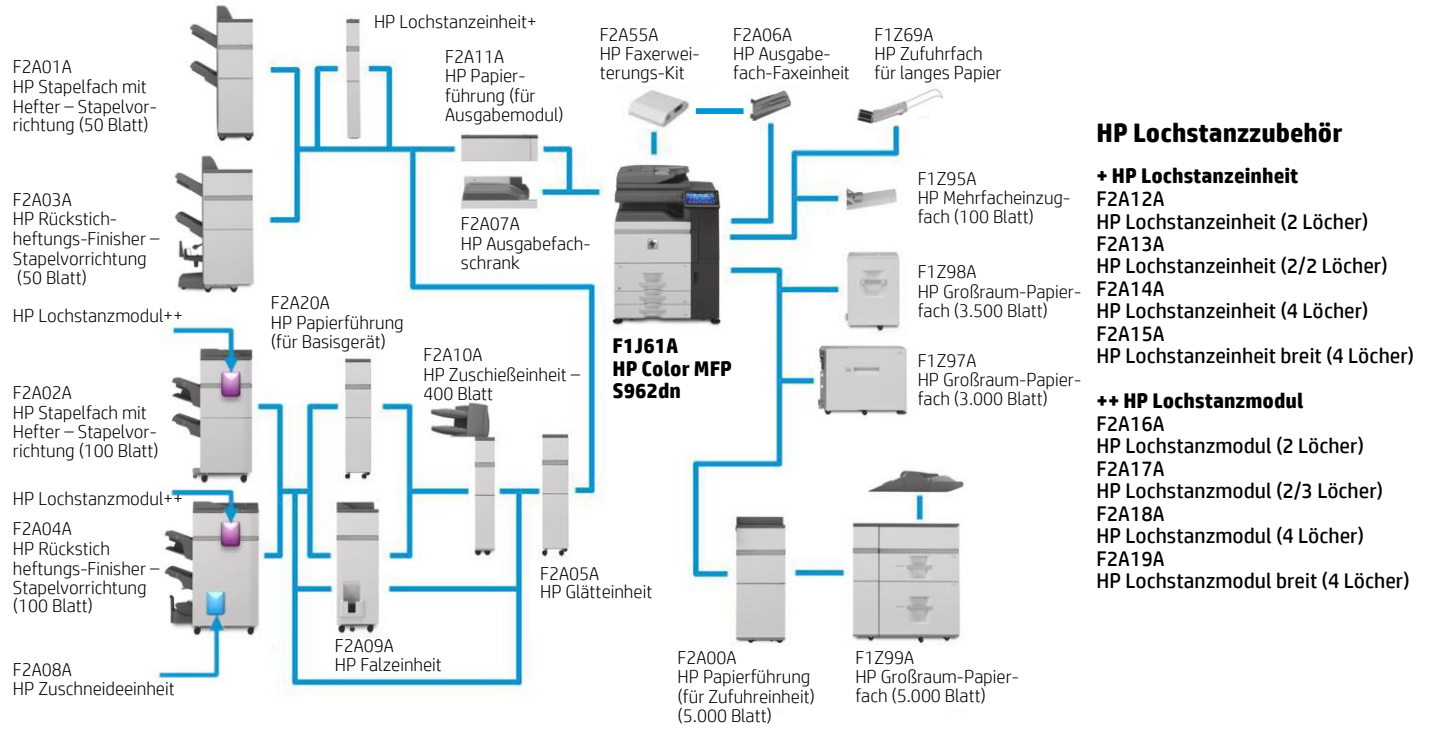 F2A01A
HP Stapelfach mit
Hefter – Stapelvor-
richtung (50 Blatt)
HP Lochstanzeinheit+
F2A11A
HP Papier-
führung (für
Ausgabemodul)
F2A55A
HP Faxerwei-
terungs-Kit
F2A06A
HP Ausgabe-
fach-Faxeinheit
F1Z69A
HP Zufuhrfach
für langes Papier
F2A03A
HP Rückstich-
heftungs-Finisher –
Stapelvorrichtung
(50 Blatt)
F2A07A
HP Ausgabefach-
schrank
F1Z95A
HP Mehrfacheinzug-
fach (100 Blatt)
F1Z98A
HP Großraum-Papier-
fach (3.500 Blatt)
F1Z97A
HP Großraum-Papier-
fach (3.000 Blatt)
F1J61A
HP Color MFP
S962dn
HP Lochstanzmodul++
F2A20A
HP Papierführung
(für Basisgerät)
F2A10A
HP Zuschießeinheit –
400 Blatt
F2A02A
HP Stapelfach mit
Hefter – Stapelvor-
richtung (100 Blatt)
HP Lochstanzmodul++
F2A04A
HP Rückstich
heftungs-Finisher –
Stapelvorrichtung
(100 Blatt)
F2A05A
HP Glätteinheit
F2A09A
HP Falzeinheit
F2A08A
HP Zuschneideeinheit
F2A00A
HP Papierführung
(für Zufuhreinheit)
(5.000 Blatt)
F1Z99A
HP Großraum-Papier-
fach (5.000 Blatt)
HP Lochstanzzubehör
+ HP Lochstanzeinheit
F2A12A
HP Lochstanzeinheit (2 Löcher)
F2A13A
HP Lochstanzeinheit (2/2 Löcher)
F2A14A
HP Lochstanzeinheit (4 Löcher)
F2A15A
HP Lochstanzeinheit breit (4 Löcher)
++ HP Lochstanzmodul
F2A16A
HP Lochstanzmodul (2 Löcher)
F2A17A
HP Lochstanzmodul (2/3 Löcher)
F2A18A
HP Lochstanzmodul (4 Löcher)
F2A19A
HP Lochstanzmodul breit (4 Löcher)